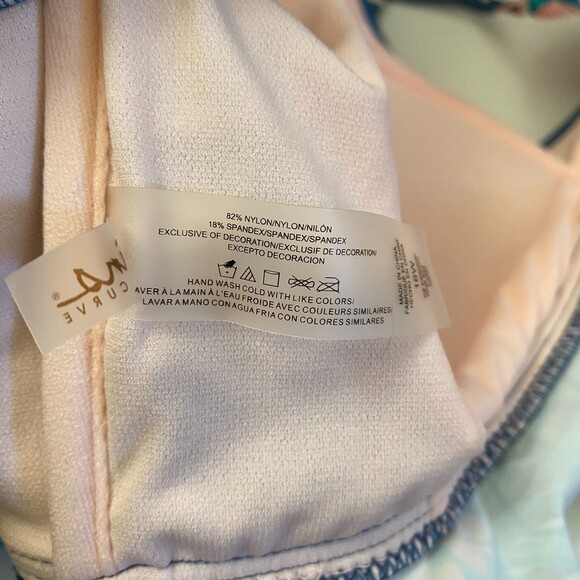 82% NYLON/NYLON/NILÓN
18% SPANDEX/SPANDEX/SPANDEX
EXCLUSIVE OF DECORATION/EXCLUSIF DE DECORATION/
EXCEPTO DECORACION
HAND WASH COLD WITH LIKE COLORS/
AVER À LA MAIN À L'EAU FROIDE AVEC COULEURS SIMILAIRES/
LAVAR A MANO CON AGUA FRIA CON COLORES SIMILARES
CURVE
®
MADE IN CHINA
16W